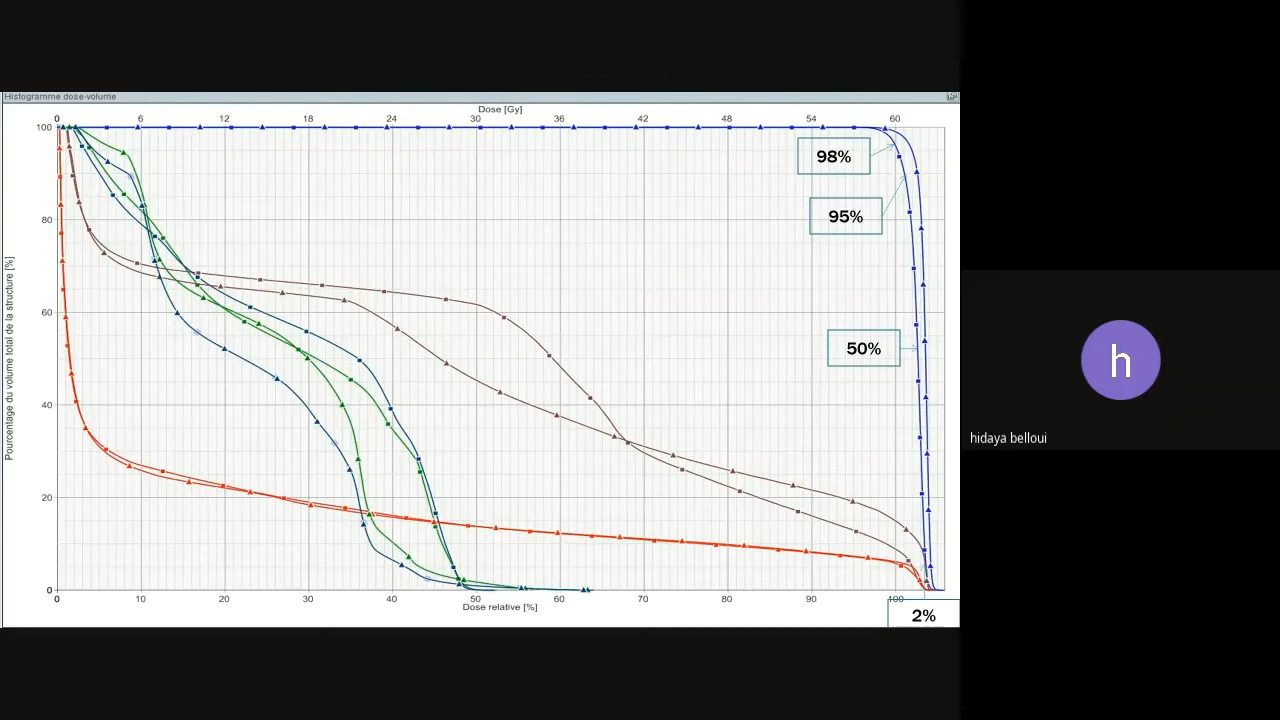 Histogramme dose-volume
Dose [Gy]
0 6 12 18 24 30 36 42 48 54 60
100
80
60
40
20
0
Pourcentage du volume total de la structure [%]
98%
95%
50%
0 10 20 30 40 50 60 70 80 90 100
Dose relative [%]
2%
h
hidaya belloui